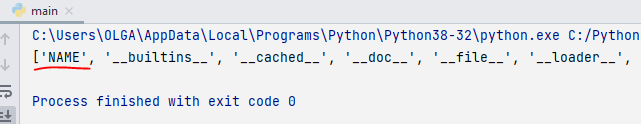 main
C:\Users\OLGA\AppData\Local\Programs\Python\Python38-32\python.exe C:/Python
['NAME', '__builtins__', '__cached__', '__doc__', '__file__', '__loader__',
Process finished with exit code 0